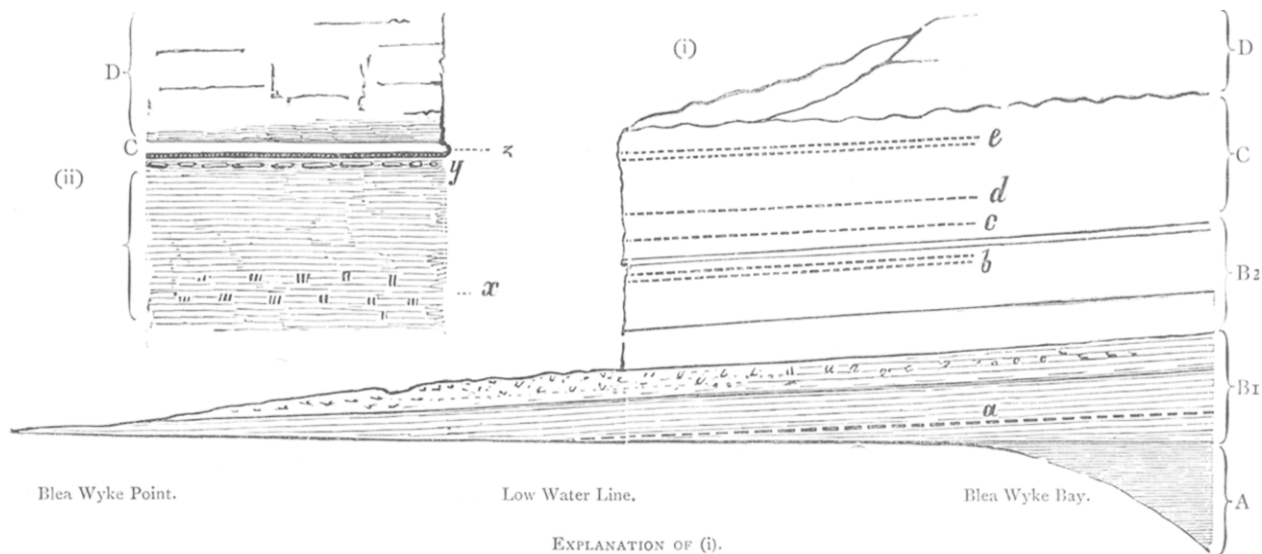 (i)
D
D
e
C
z
C
y
(ii)
d
c
b
B2
x
B1
a
Blea Wyke Point.
Low Water Line.
Blea Wyke Bay.
A
EXPLANATION OF (i).